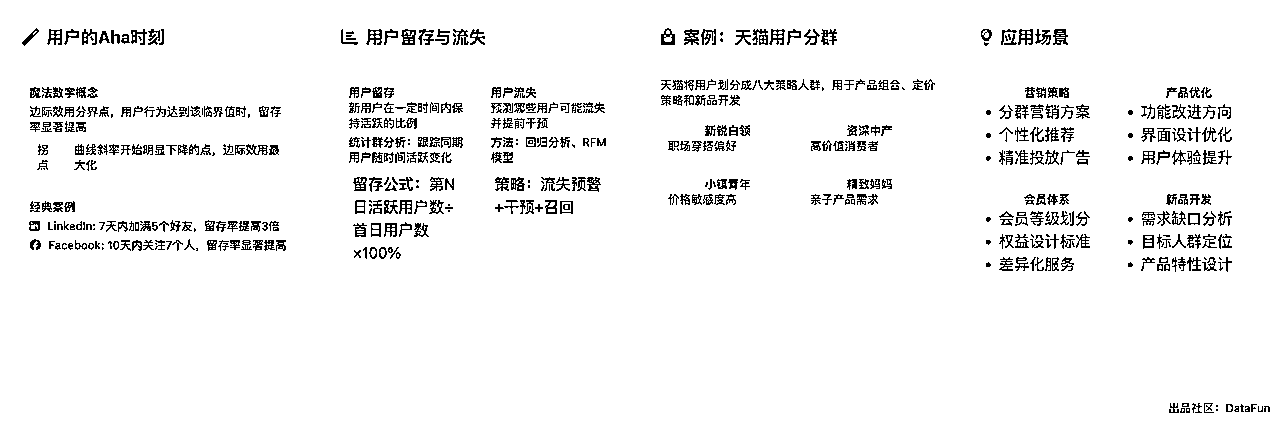 用户的Aha时刻
魔法数字概念
边际效用分界点，用户行为达到该临界值时，留存
率显著提高
拐
点
曲线斜率开始明显下降的点，边际效用最
大化
经典案例
LinkedIn: 7天内加满5个好友，留存率提高3倍
Facebook: 10天内关注7个人，留存率显著提高
用户留存与流失
用户留存
新用户在一定时间内保
持活跃的比例
统计群分析：跟踪同期
用户随时间活跃变化
留存公式：第N
日活跃用户数÷
首日用户数
×100%
用户流失
预测哪些用户可能流失
并提前干预
方法：回归分析、RFM
模型
策略：流失预警
+干预+召回
案例：天猫用户分群
天猫将用户划分成八大策略人群，用于产品组合、定价
策略和新品开发
新锐白领
职场穿搭偏好
资深中产
高价值消费者
小镇青年
价格敏感度高
精致妈妈
亲子产品需求
应用场景
营销策略
• 分群营销方案
• 个性化推荐
• 精准投放广告
产品优化
• 功能改进方向
• 界面设计优化
• 用户体验提升
会员体系
• 会员等级划分
• 权益设计标准
• 差异化服务
新品开发
• 需求缺口分析
• 目标人群定位
• 产品特性设计
出品社区：DataFun